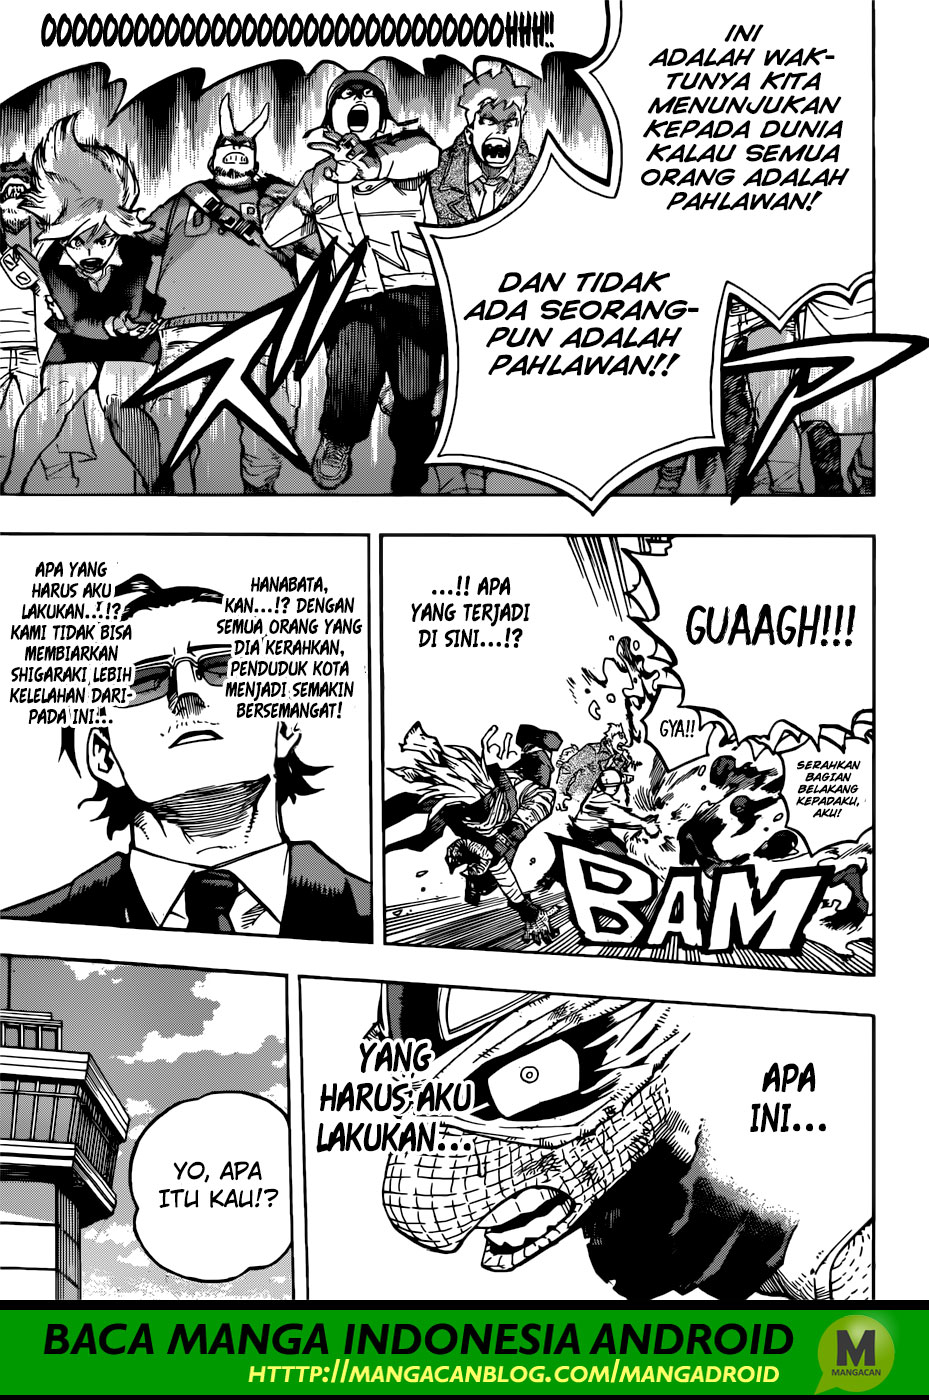 INI
ADALAH WAK-
TUNYA KITA
MENUNJUKAN
KEPADA DUNIA
KALAU SEMUA
ORANG ADALAH
PAHLAWAN!
OOOOOOOOOOOOOOOOOOOOOOOOOOOOOOHHH!!
DAN TIDAK
ADA SEORANG-
PUN ADALAH
PAHLAWAN!!
ズア
GUAAGH!!!
...!! APA
YANG TERJADI
DI SINI...!?
GYA!!
SERAHKAN
BAGIAN
BELAKANG
KEPADAKU,
AKU!
BAM
HANABATA,
KAN...!? DENGAN
SEMUA ORANG YANG
DIA KERAHKAN,
PENDUDUK KOTA
MENJADI SEMAKIN
BERSEMANGAT!
APA YANG
HARUS AKU
LAKUKAN...!?
KAMI TIDAK BISA
MEMBIARKAN
SHIGARAKI LEBIH
KELELAHAN DARI-
PADA INI...
APA
INI...
YANG
HARUS AKU
LAKUKAN...
YO, APA
ITU KAU!?
BACA MANGA INDONESIA ANDROID
HTTTP://MANGACANBLOG.COM/MANGADROID
M
MANGACAN